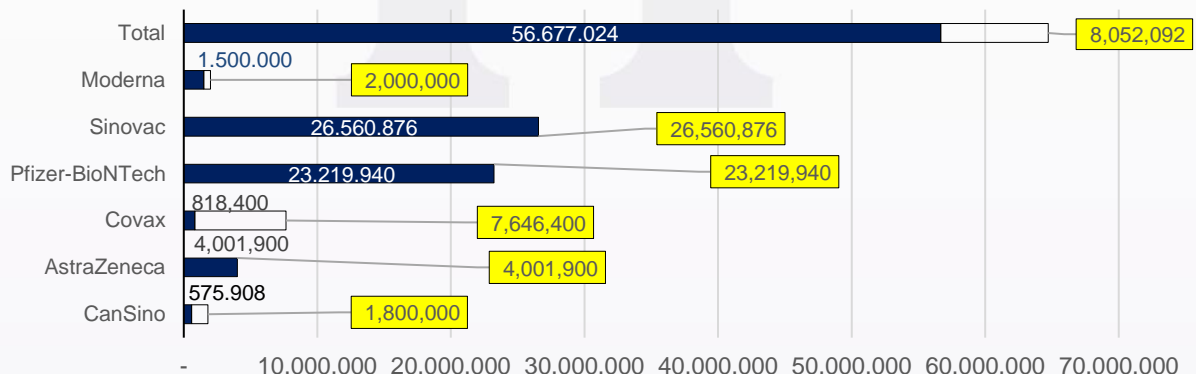 Total 56.677.024 8,052,092
Moderna 1.500.000 2,000,000
Sinovac 26.560.876 26,560,876
Pfizer-BioNTech 23.219.940 23,219,940
Covax 818,400 7,646,400
AstraZeneca 4,001,900 4,001,900
CanSino 575.908 1,800,000
- 10,000,000 20,000,000 30,000,000 40,000,000 50,000,000 60,000,000 70,000,000